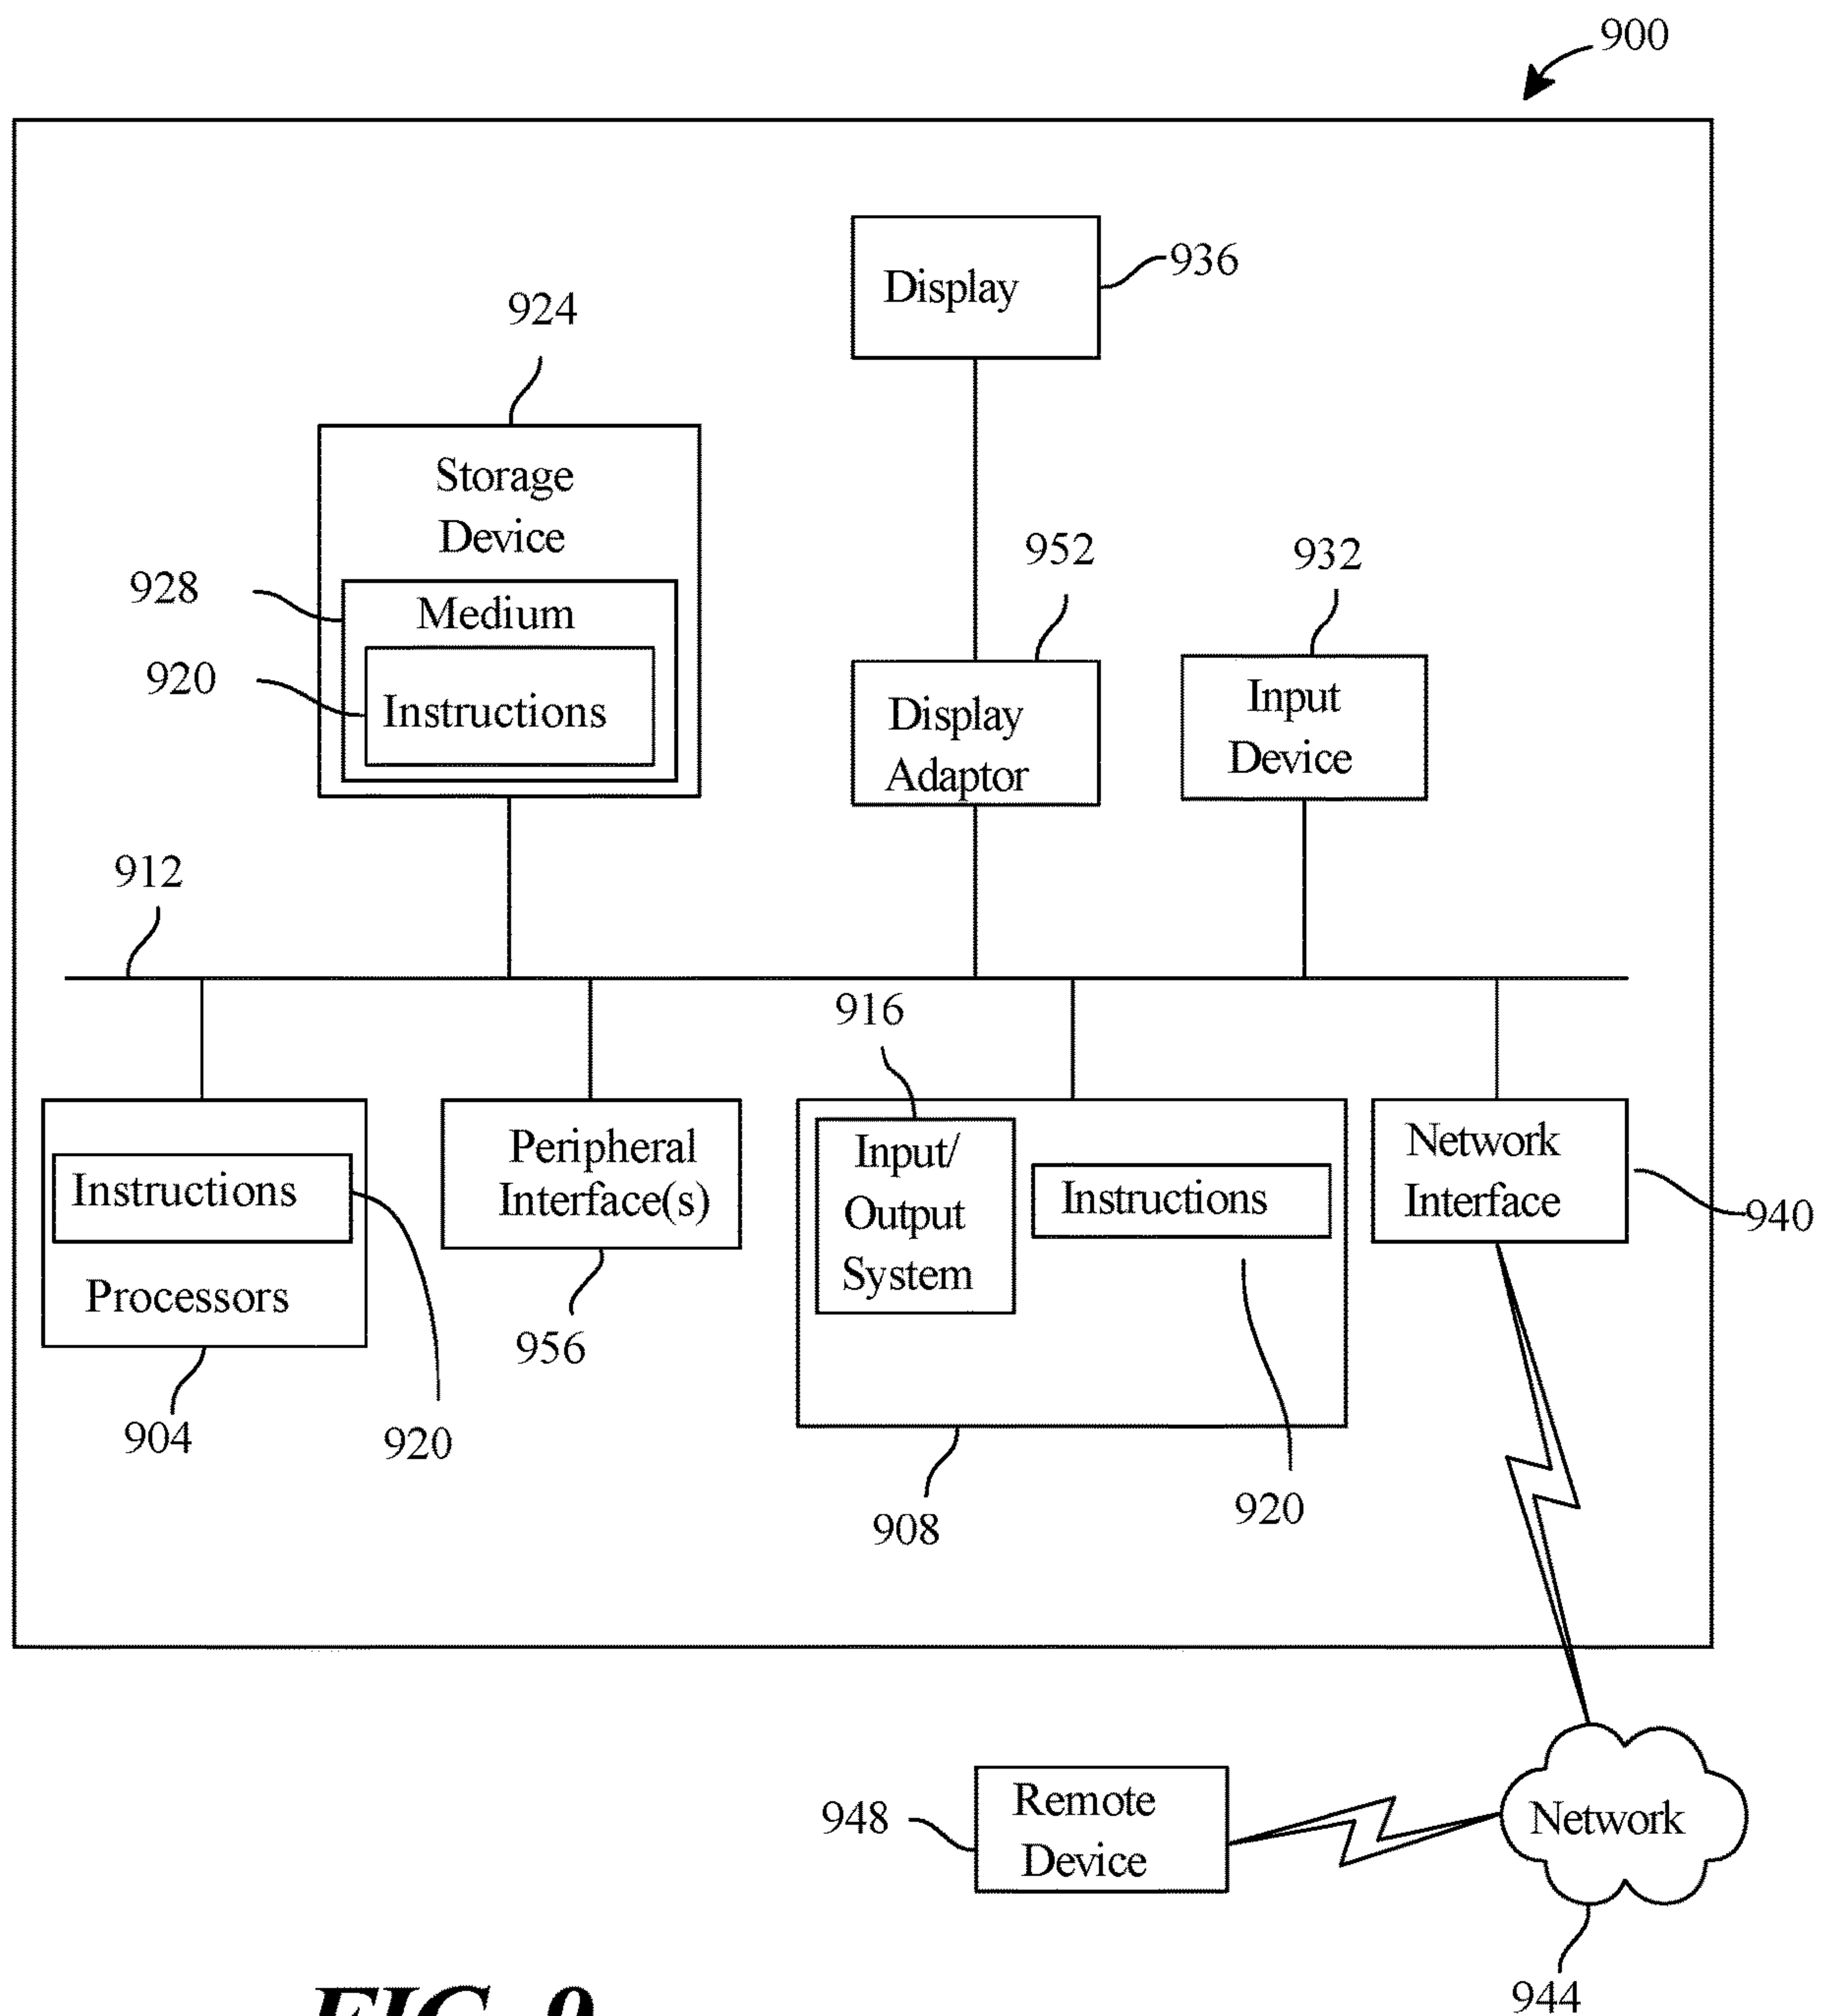 900
Display
936
924
Storage
Device
928
Medium
920
Instructions
952
Display
Adaptor
932
Input
Device
912
916
Instructions
Processors
904
920
Peripheral
Interface(s)
956
Input/
Output
System
Instructions
908
920
Network
Interface
940
948
Remote
Device
Network
944
FIG. 9